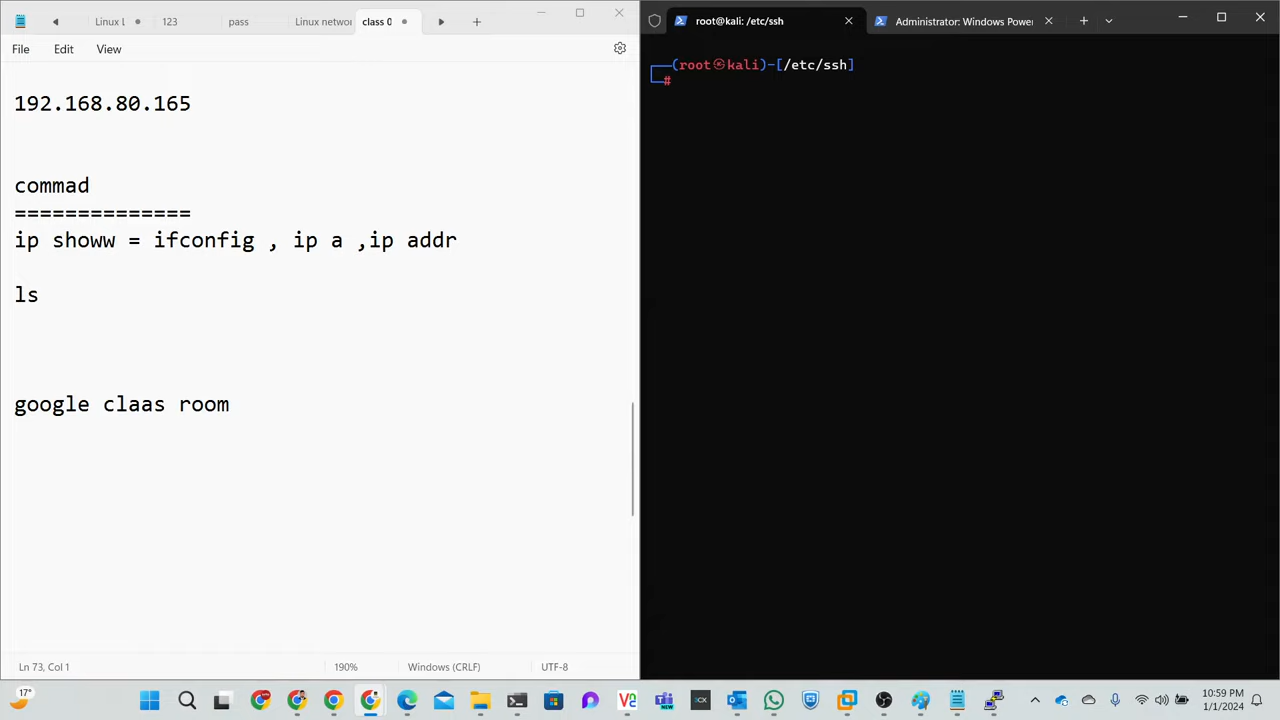 Linux L
123
pass
Linux networ
class 0
File
Edit
View
192.168.80.165
commad
==============
ip showw = ifconfig , ip a ,ip addr
ls
google claas room
Ln 73, Col 1
190%
Windows (CRLF)
UTF-8
root@kali: /etc/ssh
Administrator: Windows Power
(root㉿kali)-[/etc/ssh]
#
17°
NEW
10:59 PM
1/1/2024